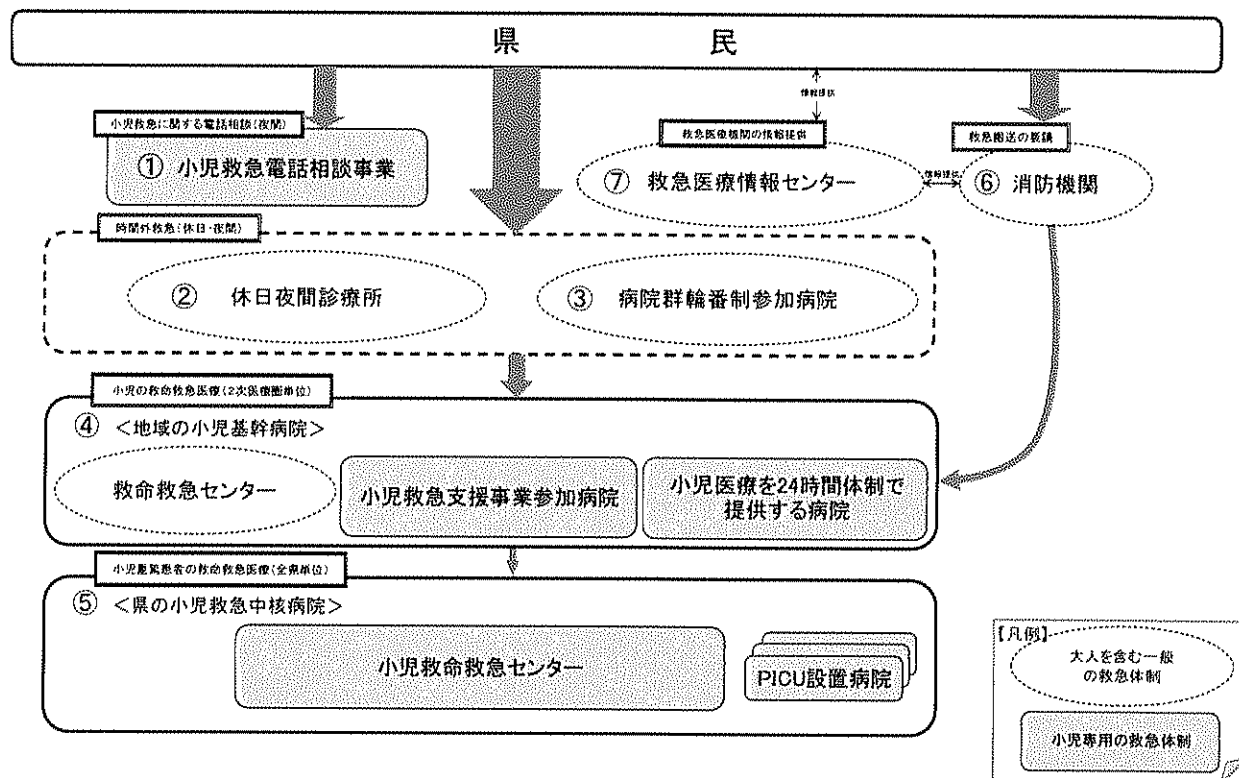 県 民
情報提供
小児救急に関する電話相談(夜間)
① 小児救急電話相談事業
救急医療機関の情報提供
⑦ 救急医療情報センター
情報提供
救急搬送の要請
⑥ 消防機関
時間外救急(休日・夜間)
② 休日夜間診療所
③ 病院群輪番制参加病院
小児の救命救急医療(2次医療圏単位)
④ <地域の小児基幹病院>
救命救急センター
小児救急支援事業参加病院
小児医療を24時間体制で
提供する病院
小児重篤患者の救命救急医療(全県単位)
⑤ <県の小児救急中核病院>
小児救命救急センター
PICU設置病院
【凡例】
大人を含む一般
の救急体制
小児専用の救急体制